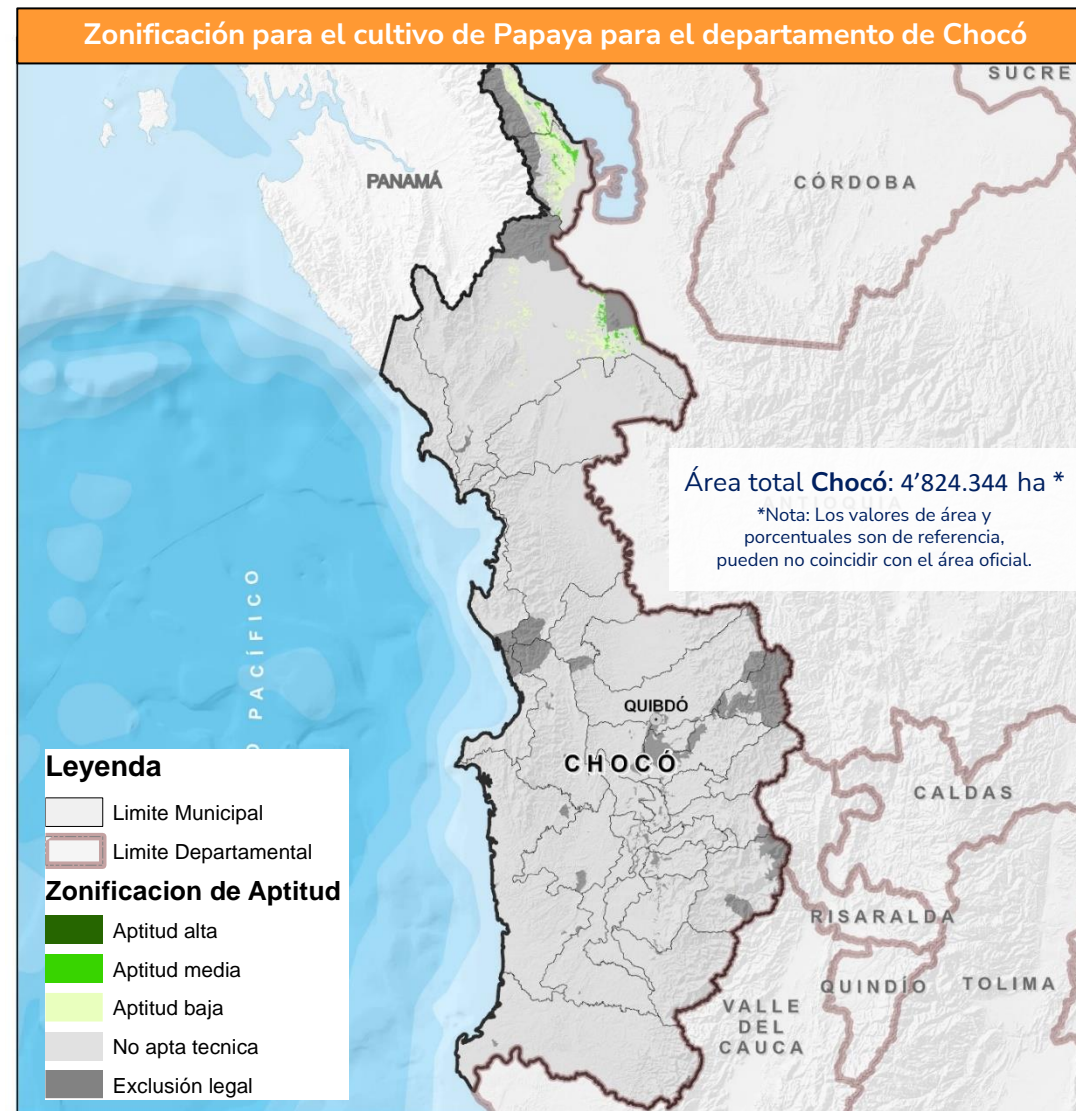 Zonificación para el cultivo de Papaya para el departamento de Chocó
SUCRE
PANAMÁ
CÓRDOBA
Área total Chocó: 4’824.344 ha *
ANTIOQUIA
*Nota: Los valores de área y
porcentuales son de referencia,
pueden no coincidir con el área oficial.
O PACÍFICO
QUIBDÓ
CHOCÓ
CALDAS
RISARALDA
QUINDÍO
TOLIMA
VALLE
DEL
CAUCA
Leyenda
Limite Municipal
Limite Departamental
Zonificacion de Aptitud
Aptitud alta
Aptitud media
Aptitud baja
No apta tecnica
Exclusión legal